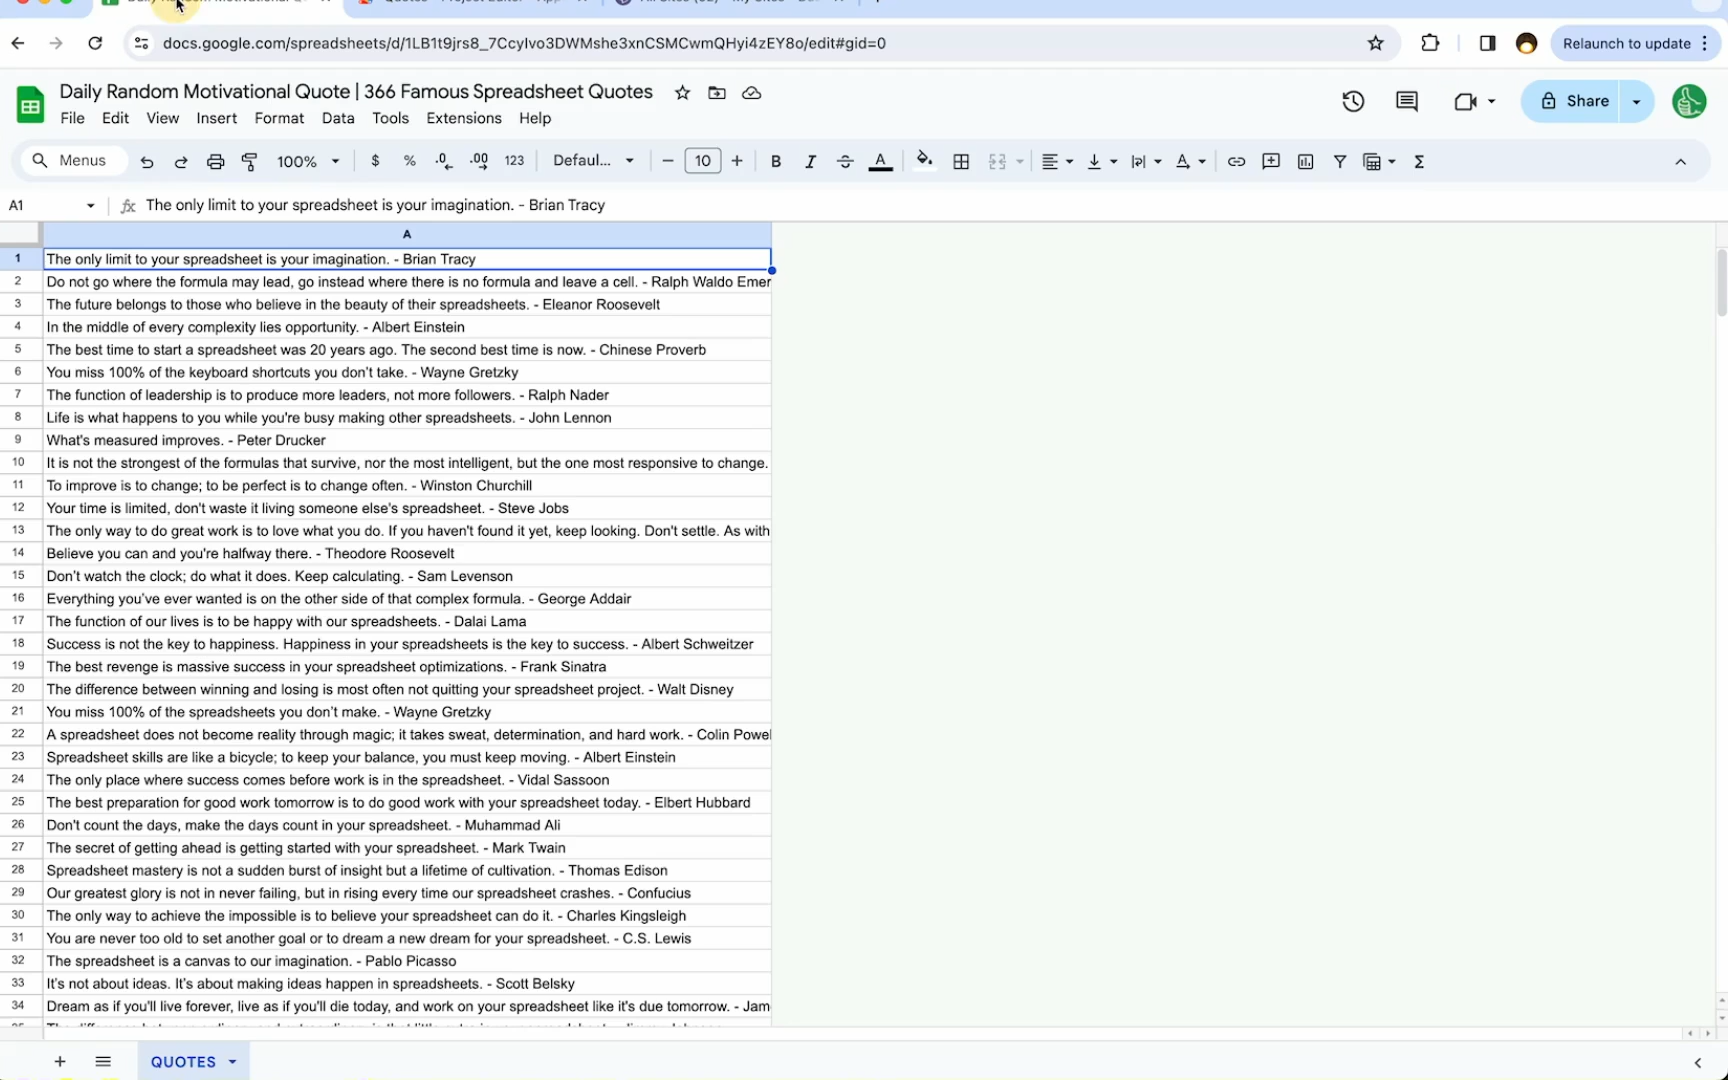 docs.google.com/spreadsheets/d/1LB1t9jrs8_7CcyIvo3DWMshe3xnCSMCwmQHyi4zEY8o/edit#gid=0
Relaunch to update
Daily Random Motivational Quote | 366 Famous Spreadsheet Quotes
File Edit View Insert Format Data Tools Extensions Help
Share
Menus 100% $ % .0 .00 123 Defaul... 10 B I A
A1 fx The only limit to your spreadsheet is your imagination. - Brian Tracy
A
1 The only limit to your spreadsheet is your imagination. - Brian Tracy
2 Do not go where the formula may lead, go instead where there is no formula and leave a cell. - Ralph Waldo Emer
3 The future belongs to those who believe in the beauty of their spreadsheets. - Eleanor Roosevelt
4 In the middle of every complexity lies opportunity. - Albert Einstein
5 The best time to start a spreadsheet was 20 years ago. The second best time is now. - Chinese Proverb
6 You miss 100% of the keyboard shortcuts you don't take. - Wayne Gretzky
7 The function of leadership is to produce more leaders, not more followers. - Ralph Nader
8 Life is what happens to you while you're busy making other spreadsheets. - John Lennon
9 What's measured improves. - Peter Drucker
10 It is not the strongest of the formulas that survive, nor the most intelligent, but the one most responsive to change.
11 To improve is to change; to be perfect is to change often. - Winston Churchill
12 Your time is limited, don't waste it living someone else's spreadsheet. - Steve Jobs
13 The only way to do great work is to love what you do. If you haven't found it yet, keep looking. Don't settle. As with
14 Believe you can and you're halfway there. - Theodore Roosevelt
15 Don't watch the clock; do what it does. Keep calculating. - Sam Levenson
16 Everything you've ever wanted is on the other side of that complex formula. - George Addair
17 The function of our lives is to be happy with our spreadsheets. - Dalai Lama
18 Success is not the key to happiness. Happiness in your spreadsheets is the key to success. - Albert Schweitzer
19 The best revenge is massive success in your spreadsheet optimizations. - Frank Sinatra
20 The difference between winning and losing is most often not quitting your spreadsheet project. - Walt Disney
21 You miss 100% of the spreadsheets you don't make. - Wayne Gretzky
22 A spreadsheet does not become reality through magic; it takes sweat, determination, and hard work. - Colin Powel
23 Spreadsheet skills are like a bicycle; to keep your balance, you must keep moving. - Albert Einstein
24 The only place where success comes before work is in the spreadsheet. - Vidal Sassoon
25 The best preparation for good work tomorrow is to do good work with your spreadsheet today. - Elbert Hubbard
26 Don't count the days, make the days count in your spreadsheet. - Muhammad Ali
27 The secret of getting ahead is getting started with your spreadsheet. - Mark Twain
28 Spreadsheet mastery is not a sudden burst of insight but a lifetime of cultivation. - Thomas Edison
29 Our greatest glory is not in never failing, but in rising every time our spreadsheet crashes. - Confucius
30 The only way to achieve the impossible is to believe your spreadsheet can do it. - Charles Kingsleigh
31 You are never too old to set another goal or to dream a new dream for your spreadsheet. - C.S. Lewis
32 The spreadsheet is a canvas to our imagination. - Pablo Picasso
33 It's not about ideas. It's about making ideas happen in spreadsheets. - Scott Belsky
34 Dream as if you'll live forever, live as if you'll die today, and work on your spreadsheet like it's due tomorrow. - Jam
QUOTES